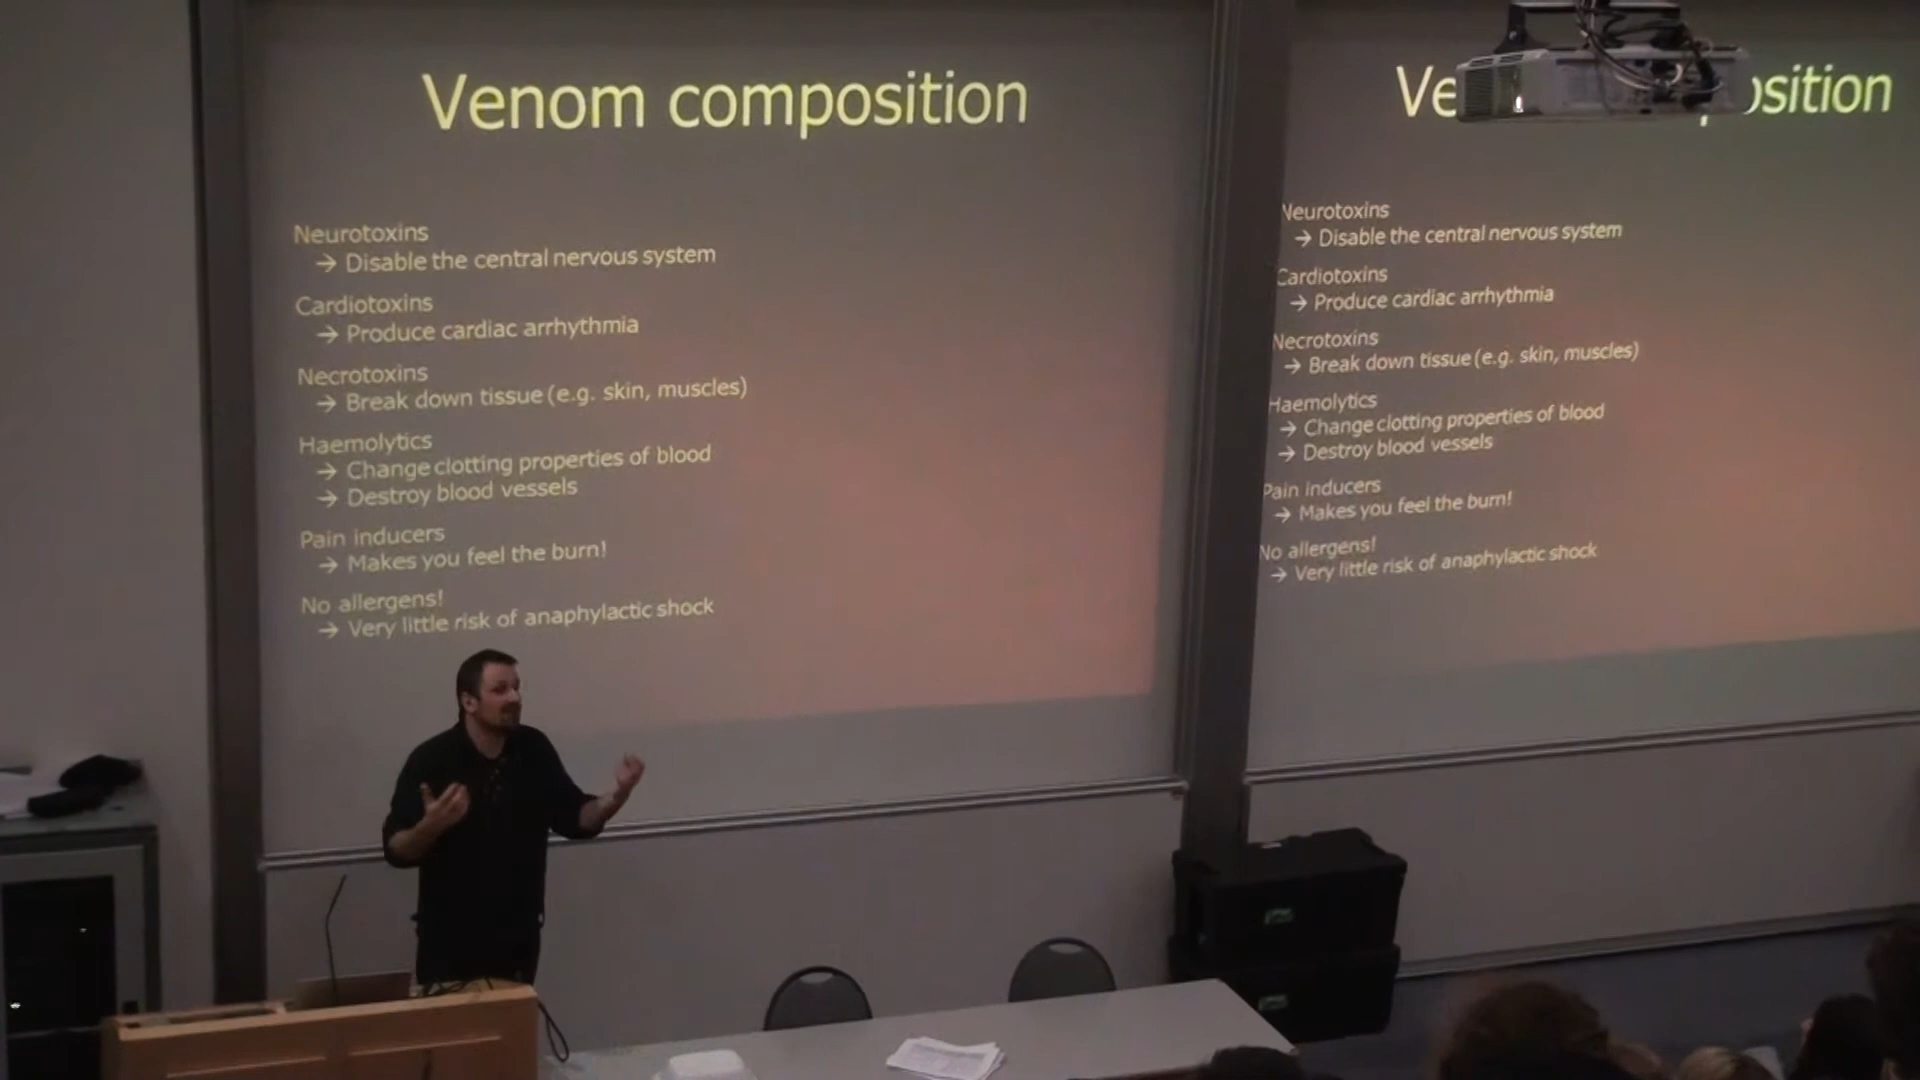 Venom composition
Neurotoxins
→ Disable the central nervous system
Cardiotoxins
→ Produce cardiac arrhythmia
Necrotoxins
→ Break down tissue (e.g. skin, muscles)
Haemolytics
→ Change clotting properties of blood
→ Destroy blood vessels
Pain inducers
→ Makes you feel the burn!
No allergens!
→ Very little risk of anaphylactic shock
Ve osition
Neurotoxins
→ Disable the central nervous system
Cardiotoxins
→ Produce cardiac arrhythmia
Necrotoxins
→ Break down tissue (e.g. skin, muscles)
Haemolytics
→ Change clotting properties of blood
→ Destroy blood vessels
Pain inducers
→ Makes you feel the burn!
No allergens!
→ Very little risk of anaphylactic shock